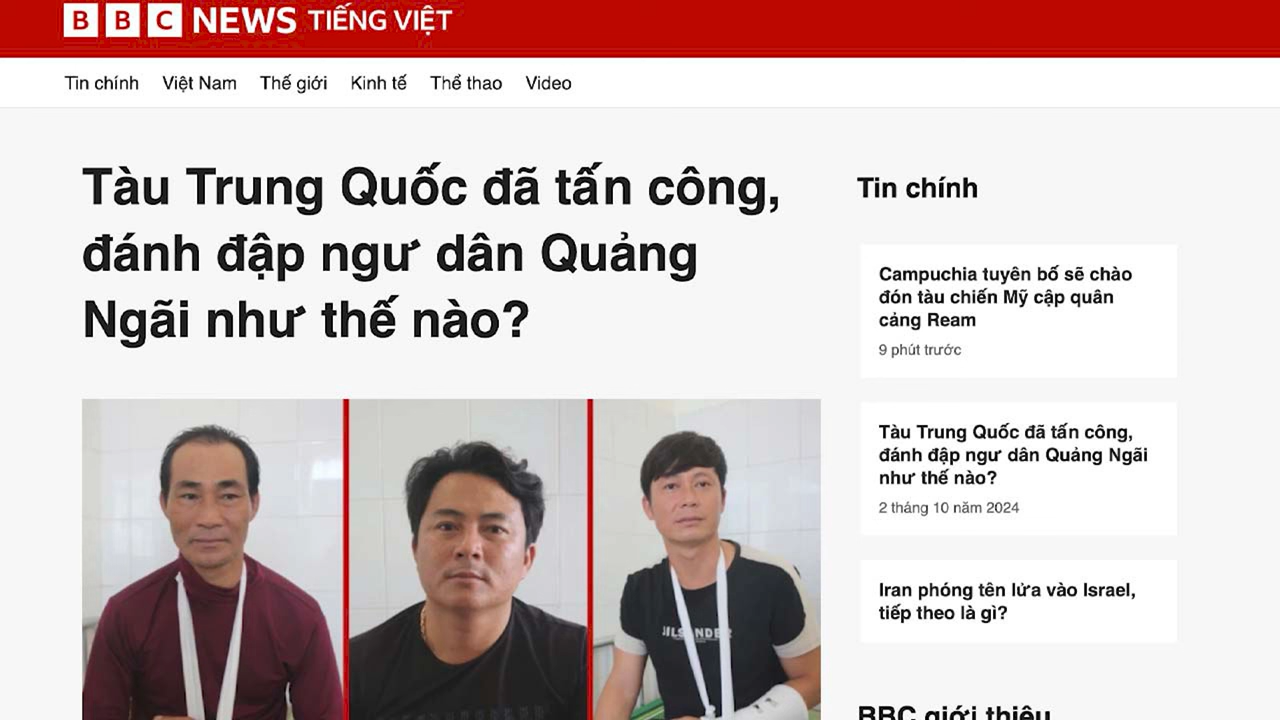 BBC NEWS TIẾNG VIỆT
Tin chính Việt Nam Thế giới Kinh tế Thể thao Video
Tàu Trung Quốc đã tấn công,
đánh đập ngư dân Quảng
Ngãi như thế nào?
Tin chính
Campuchia tuyên bố sẽ chào
đón tàu chiến Mỹ cập quân
cảng Ream
9 phút trước
Tàu Trung Quốc đã tấn công,
đánh đập ngư dân Quảng Ngãi
như thế nào?
2 tháng 10 năm 2024
Iran phóng tên lửa vào Israel,
tiếp theo là gì?
BBC giới thiệu